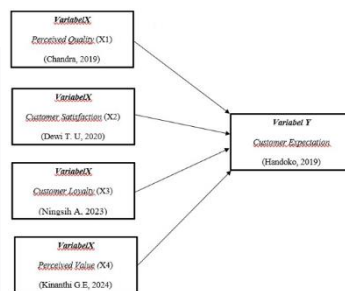 VariabelX
Perceived Quality (X1)
(Chandra, 2019)
VariabelX
Customer Satisfaction (X2)
(Dewi T. U, 2020)
VariabelX
Customer Loyalty (X3)
(Ningsih A, 2023)
VariabelX
Perceived Value (X4)
(Kinanthi G.E, 2024)
Variabel Y
Customer Expectation
(Handoko, 2019)